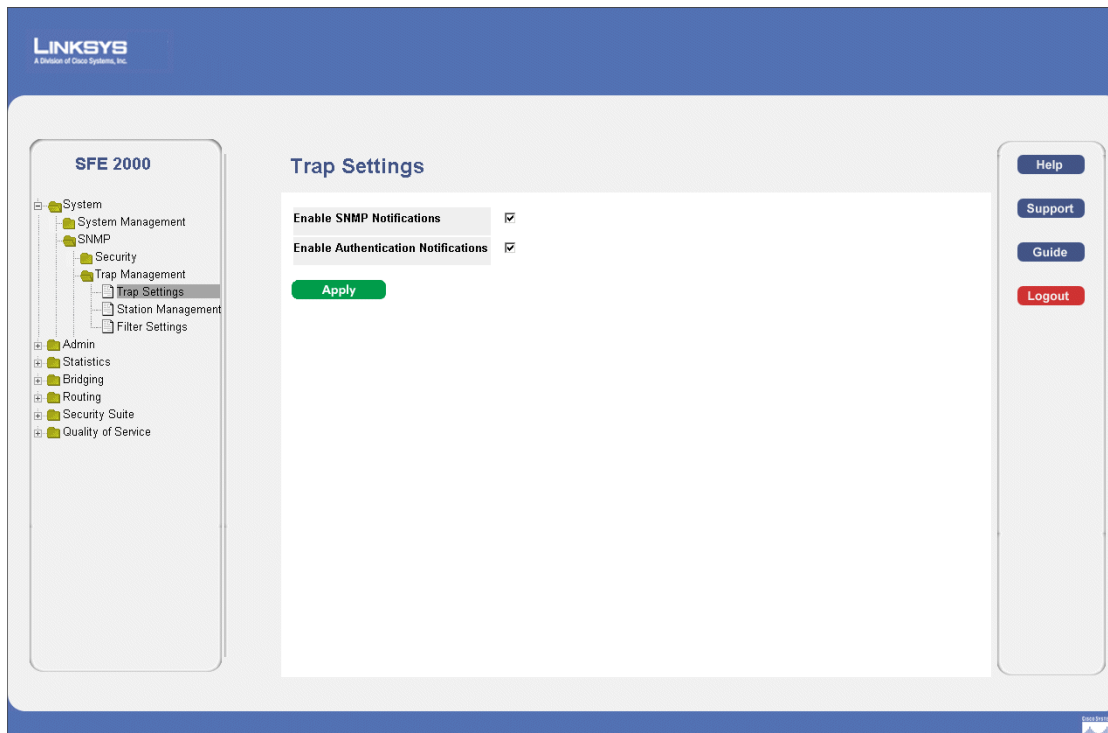 LINKSYS
A Division of Cisco Systems, Inc.
SFE 2000
System
System Management
SNMP
Security
Trap Management
Trap Settings
Station Management
Filter Settings
Admin
Statistics
Bridging
Routing
Security Suite
Quality of Service
Trap Settings
Enable SNMP Notifications
Enable Authentication Notifications
Apply
Help
Support
Guide
Logout